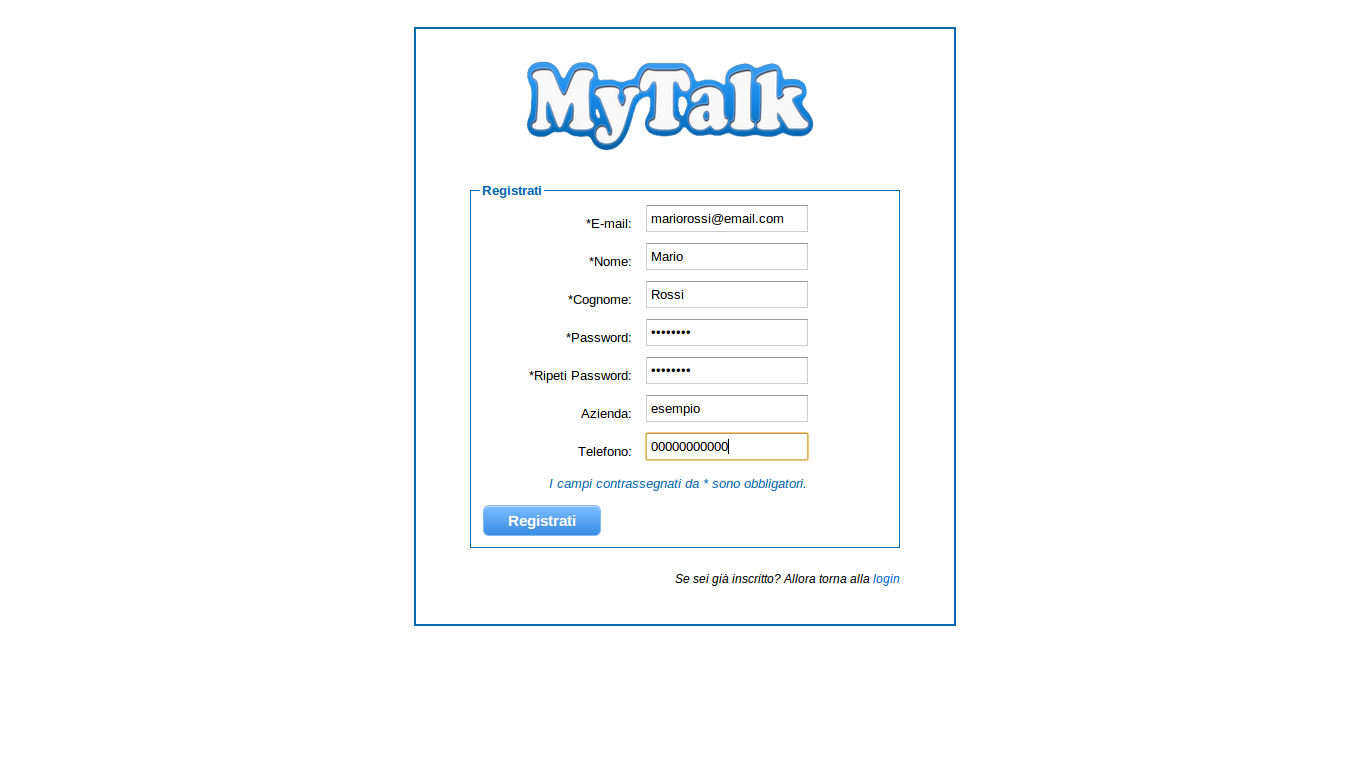 MyTalk
Registrati
*E-mail: mariorossi@email.com
*Nome: Mario
*Cognome: Rossi
*Password: ••••••••
*Ripeti Password: ••••••••
Azienda: esempio
Telefono: 00000000000
I campi contrassegnati da * sono obbligatori.
Registrati
Se sei già inscritto? Allora torna alla login